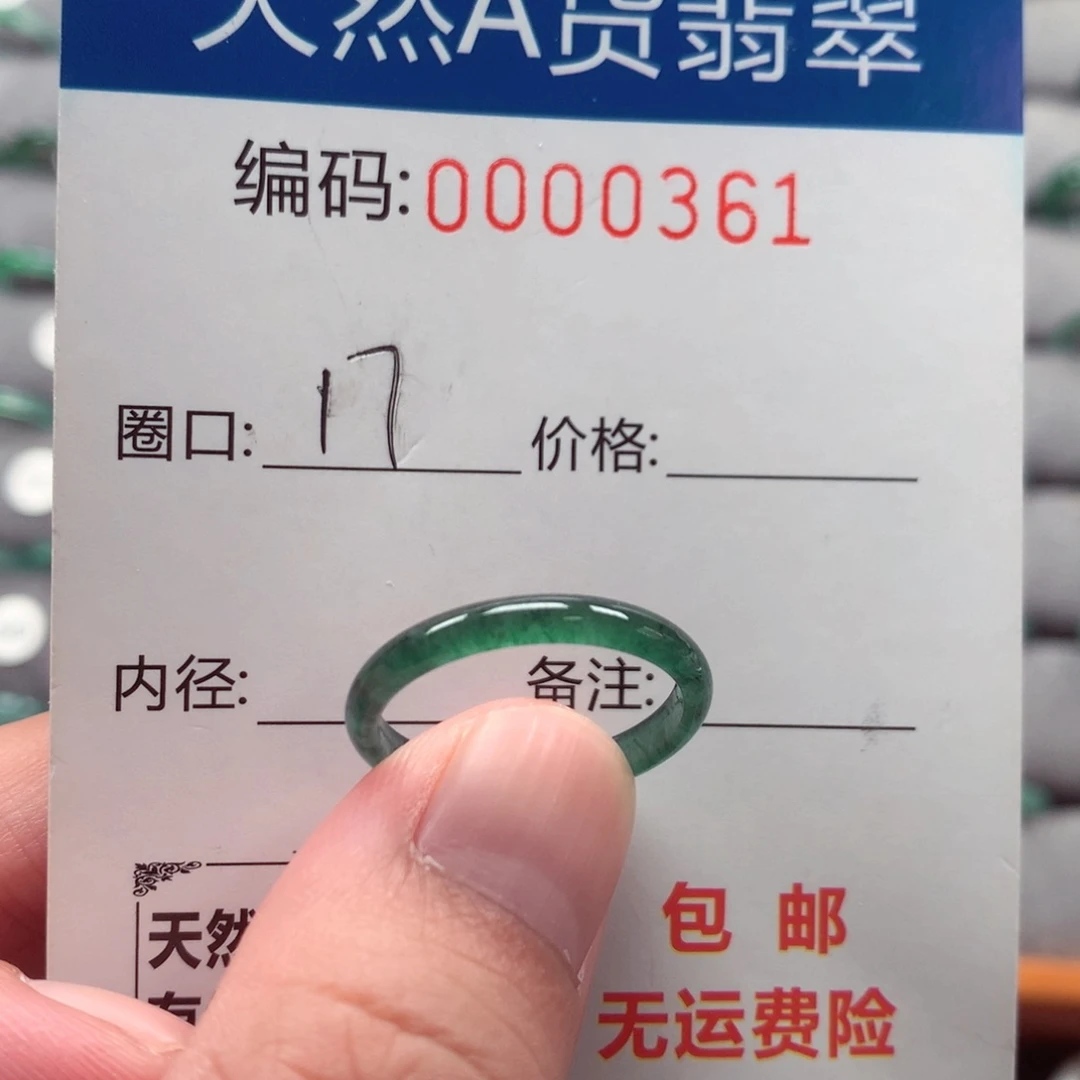 天然A货翡翠
编码:0000361
圈口: 17 价格:
内径: 备注:
天然
包 邮
无运费险